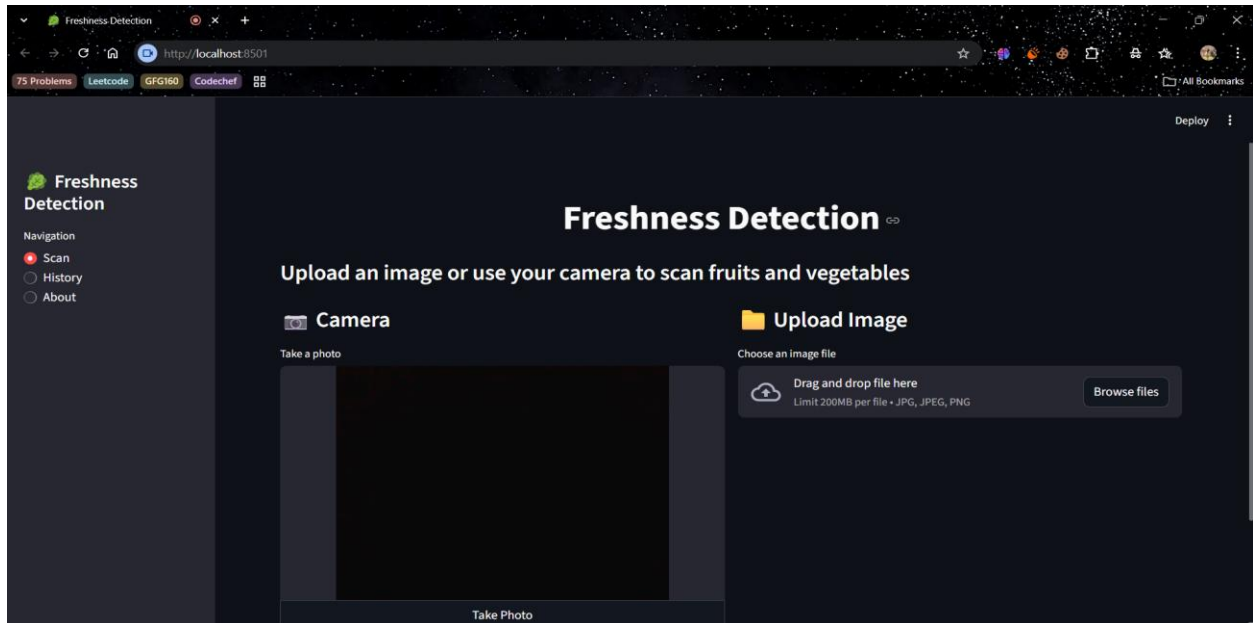 Freshness Detection
http://localhost:8501
75 Problems Leetcode GFG160 Codechef All Bookmarks
Deploy
Freshness
Detection
Navigation
Scan
History
About
Freshness Detection
Upload an image or use your camera to scan fruits and vegetables
Camera
Take a photo
Take Photo
Upload Image
Choose an image file
Drag and drop file here
Limit 200MB per file • JPG, JPEG, PNG
Browse files